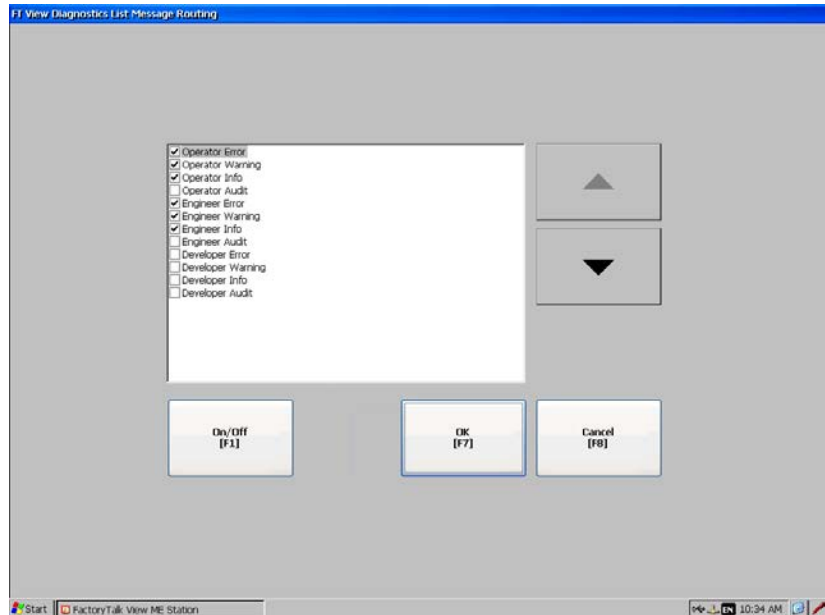 FT View Diagnostics List Message Routing
Operator Error
Operator Warning
Operator Info
Operator Audit
Engineer Error
Engineer Warning
Engineer Info
Engineer Audit
Developer Error
Developer Warning
Developer Info
Developer Audit
On/Off
[F1]
OK
[F7]
Cancel
[F8]
Start FactoryTalk View ME Station EN 10:34 AM